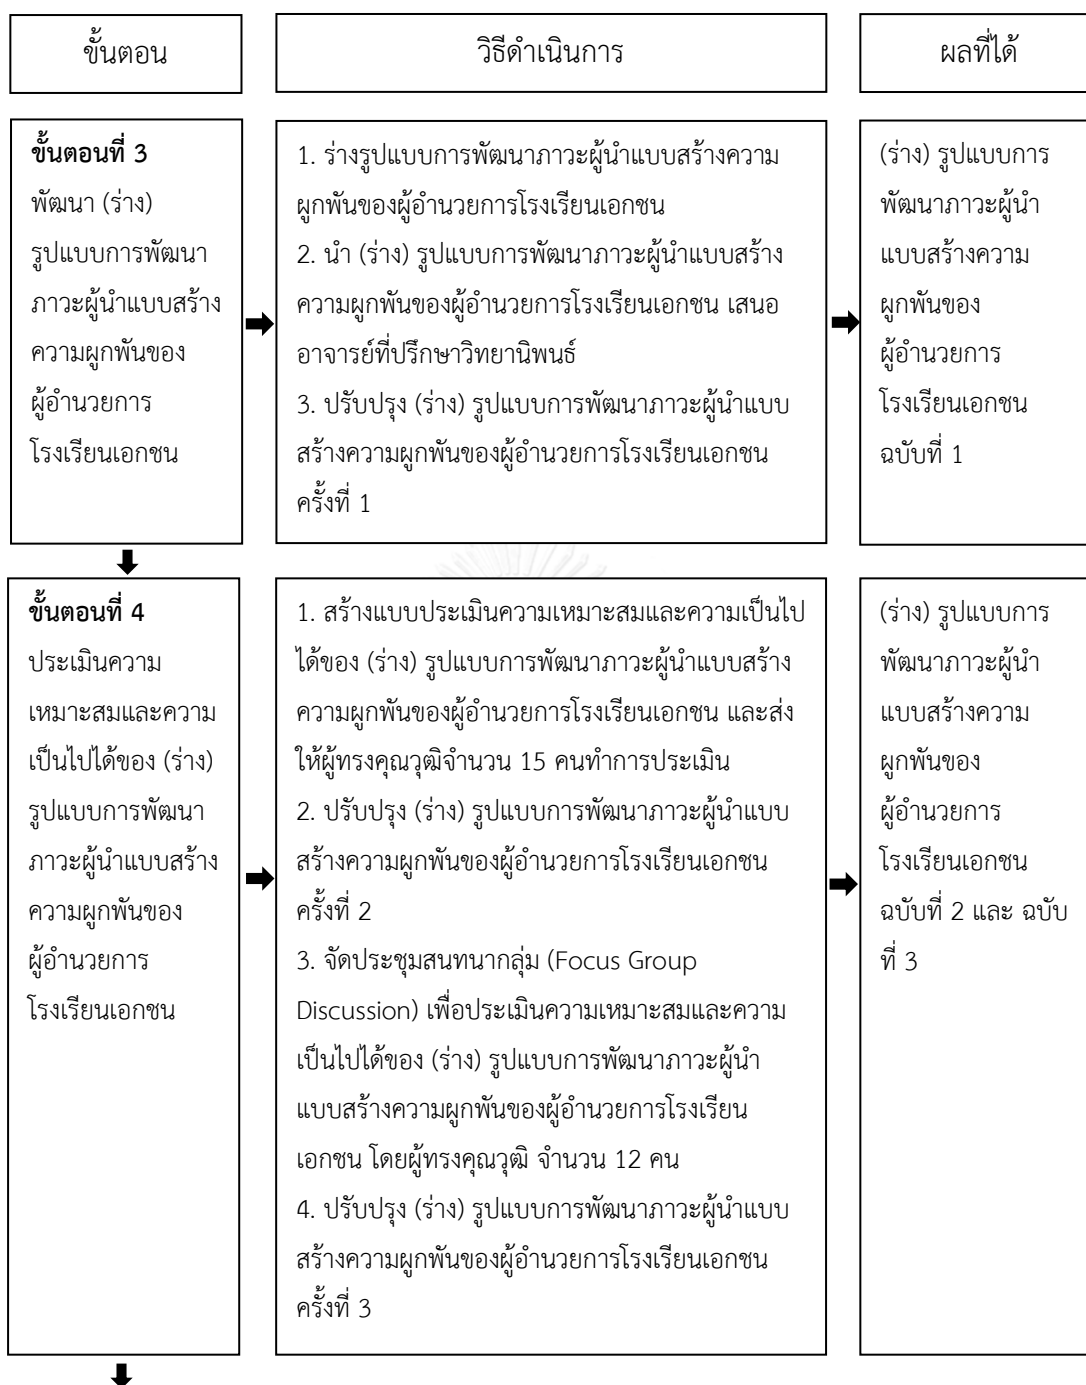 ขั้นตอน
วิธีดำเนินการ
ผลที่ได้
ขั้นตอนที่ 3
พัฒนา (ร่าง)
รูปแบบการพัฒนา
ภาวะผู้นำแบบสร้าง
ความผูกพันของ
ผู้อำนวยการ
โรงเรียนเอกชน
1. ร่างรูปแบบการพัฒนาภาวะผู้นำแบบสร้างความ
ผูกพันของผู้อำนวยการโรงเรียนเอกชน
2. นำ (ร่าง) รูปแบบการพัฒนาภาวะผู้นำแบบสร้าง
ความผูกพันของผู้อำนวยการโรงเรียนเอกชน เสนอ
อาจารย์ที่ปรึกษาวิทยานิพนธ์
3. ปรับปรุง (ร่าง) รูปแบบการพัฒนาภาวะผู้นำแบบ
สร้างความผูกพันของผู้อำนวยการโรงเรียนเอกชน
ครั้งที่ 1
(ร่าง) รูปแบบการ
พัฒนาภาวะผู้นำ
แบบสร้างความ
ผูกพันของ
ผู้อำนวยการ
โรงเรียนเอกชน
ฉบับที่ 1
ขั้นตอนที่ 4
ประเมินความ
เหมาะสมและความ
เป็นไปได้ของ (ร่าง)
รูปแบบการพัฒนา
ภาวะผู้นำแบบสร้าง
ความผูกพันของ
ผู้อำนวยการ
โรงเรียนเอกชน
1. สร้างแบบประเมินความเหมาะสมและความเป็นไป
ได้ของ (ร่าง) รูปแบบการพัฒนาภาวะผู้นำแบบสร้าง
ความผูกพันของผู้อำนวยการโรงเรียนเอกชน และส่ง
ให้ผู้ทรงคุณวุฒิจำนวน 15 คนทำการประเมิน
2. ปรับปรุง (ร่าง) รูปแบบการพัฒนาภาวะผู้นำแบบ
สร้างความผูกพันของผู้อำนวยการโรงเรียนเอกชน
ครั้งที่ 2
3. จัดประชุมสนทนากลุ่ม (Focus Group
Discussion) เพื่อประเมินความเหมาะสมและความ
เป็นไปได้ของ (ร่าง) รูปแบบการพัฒนาภาวะผู้นำ
แบบสร้างความผูกพันของผู้อำนวยการโรงเรียน
เอกชน โดยผู้ทรงคุณวุฒิ จำนวน 12 คน
4. ปรับปรุง (ร่าง) รูปแบบการพัฒนาภาวะผู้นำแบบ
สร้างความผูกพันของผู้อำนวยการโรงเรียนเอกชน
ครั้งที่ 3
(ร่าง) รูปแบบการ
พัฒนาภาวะผู้นำ
แบบสร้างความ
ผูกพันของ
ผู้อำนวยการ
โรงเรียนเอกชน
ฉบับที่ 2 และ ฉบับ
ที่ 3